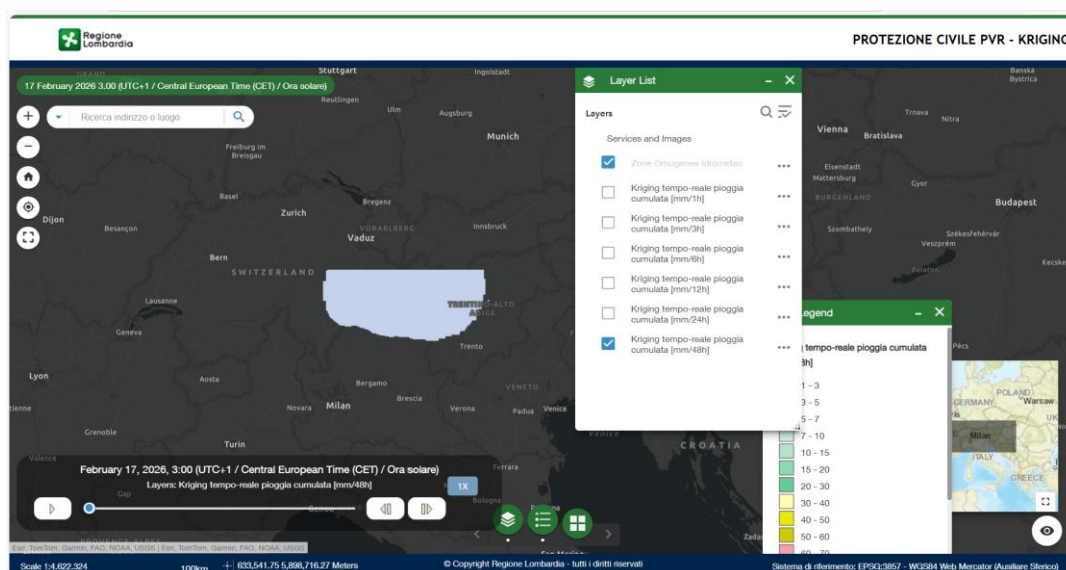 Regione
Lombardia
PROTEZIONE CIVILE PVR - KRIGING
17 February 2026 3.00 (UTC+1 / Central European Time (CET) / Ora solare)
Ricerca indirizzo o luogo
Stuttgart
Ingolstadt
Reutlingen
Ulm
Augsburg
Munich
Freiburg im
Breisgau
Basel
Zurich
Bregenz
VORARLBERG
Innsbruck
Vaduz
Dijon
Besançon
Bern
SWITZERLAND
Lausanne
Geneva
TRENTINO-ALTO
ADIGE
Trento
Lyon
Aosta
Bergamo
Brescia
VENETO
Novara
Milan
Verona
Padua
Venice
Grenoble
Turin
Valence
Gap
Ferrara
Bologna
CROATIA
Layer List
Layers
Services and Images
Zone Omogenee Idrometeo
Kriging tempo-reale pioggia
cumulata [mm/1h]
Kriging tempo-reale pioggia
cumulata [mm/3h]
Kriging tempo-reale pioggia
cumulata [mm/6h]
Kriging tempo-reale pioggia
cumulata [mm/12h]
Kriging tempo-reale pioggia
cumulata [mm/24h]
Kriging tempo-reale pioggia
cumulata [mm/48h]
Banská
Bystrica
Trnava
Nitra
Vienna
Bratislava
Eisenstadt
Mattersburg
Gyor
BURGENLAND
Budapest
Szombathely
Székesfehérvár
Veszprém
Balaton
Kecske
Pécs
Legend
tempo-reale pioggia cumulata
8h]
1 - 3
3 - 5
5 - 7
7 - 10
10 - 15
15 - 20
20 - 30
30 - 40
40 - 50
50 - 60
60 - 70
POLAND
GERMANY
Warsaw
Milan
ITALY
GREECE
February 17, 2026, 3:00 (UTC+1 / Central European Time (CET) / Ora solare)
Layers: Kriging tempo-reale pioggia cumulata [mm/48h]
1X
Esri, TomTom, Garmin, FAO, NOAA, USGS | Esri, TomTom, Garmin, FAO, NOAA, USGS
Scale 1:4.622.324
100km
633,541.75 5,898,716.27 Meters
© Copyright Regione Lombardia - tutti i diritti riservati
Sistema di riferimento: EPSG:3857 - WGS84 Web Mercator (Auxiliare Sferico)